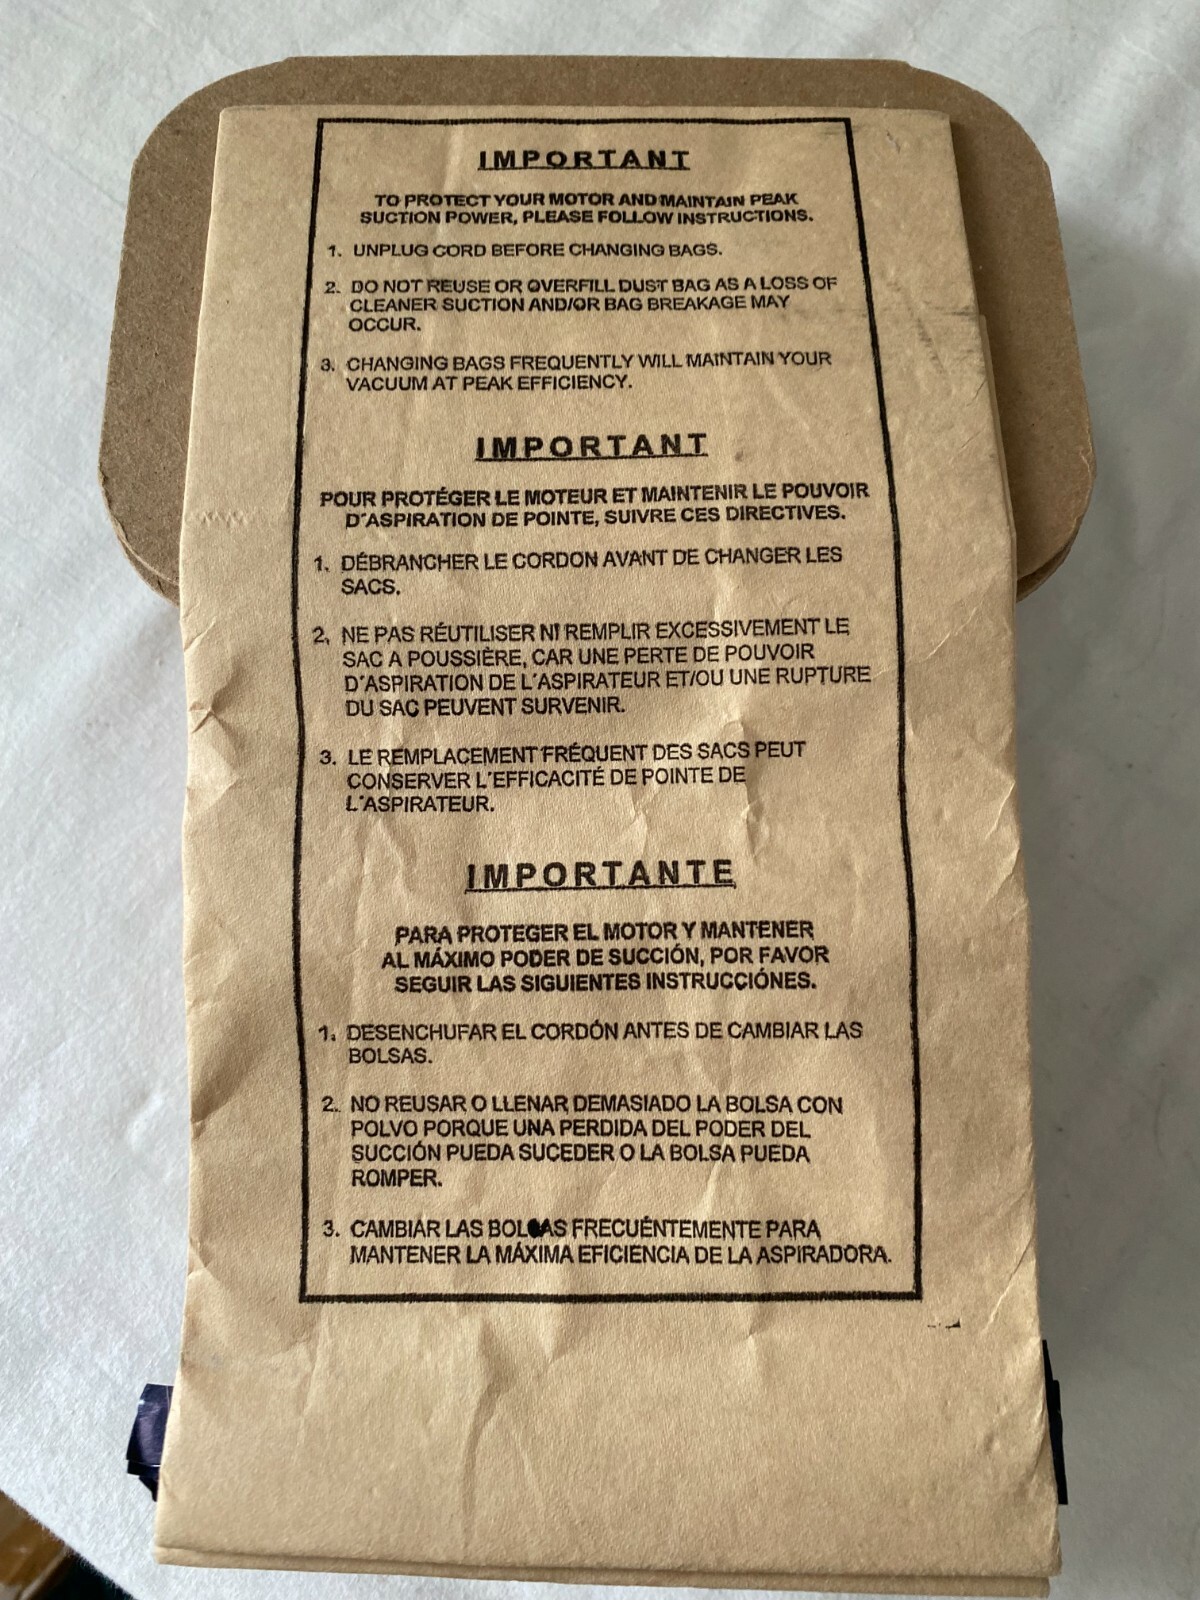 IMPORTANT
TO PROTECT YOUR MOTOR AND MAINTAIN PEAK
SUCTION POWER, PLEASE FOLLOW INSTRUCTIONS.
1. UNPLUG CORD BEFORE CHANGING BAGS.
2. DO NOT REUSE OR OVERFILL DUST BAG AS A LOSS OF
CLEANER SUCTION AND/OR BAG BREAKAGE MAY
OCCUR.
3. CHANGING BAGS FREQUENTLY WILL MAINTAIN YOUR
VACUUM AT PEAK EFFICIENCY.
IMPORTANT
POUR PROTÉGER LE MOTEUR ET MAINTENIR LE POUVOIR
D'ASPIRATION DE POINTE, SUIVRE CES DIRECTIVES.
1. DÉBRANCHER LE CORDON AVANT DE CHANGER LES
SACS.
2. NE PAS RÉUTILISER NI REMPLIR EXCESSIVEMENT LE
SAC A POUSSIÈRE, CAR UNE PERTE DE POUVOIR
D'ASPIRATION DE L'ASPIRATEUR ET/OU UNE RUPTURE
DU SAC PEUVENT SURVENIR.
3. LE REMPLACEMENT FRÉQUENT DES SACS PEUT
CONSERVER L'EFFICACITÉ DE POINTE DE
L'ASPIRATEUR.
IMPORTANTE
PARA PROTEGER EL MOTOR Y MANTENER
AL MÁXIMO PODER DE SUCCIÓN, POR FAVOR
SEGUIR LAS SIGUIENTES INSTRUCCIÓNES.
1. DESENCHUFAR EL CORDÓN ANTES DE CAMBIAR LAS
BOLSAS.
2. NO REUSAR O LLENAR DEMASIADO LA BOLSA CON
POLVO PORQUE UNA PERDIDA DEL PODER DEL
SUCCIÓN PUEDA SUCEDER O LA BOLSA PUEDA
ROMPER.
3. CAMBIAR LAS BOLSAS FRECUÉNTEMENTE PARA
MANTENER LA MÁXIMA EFICIENCIA DE LA ASPIRADORA.